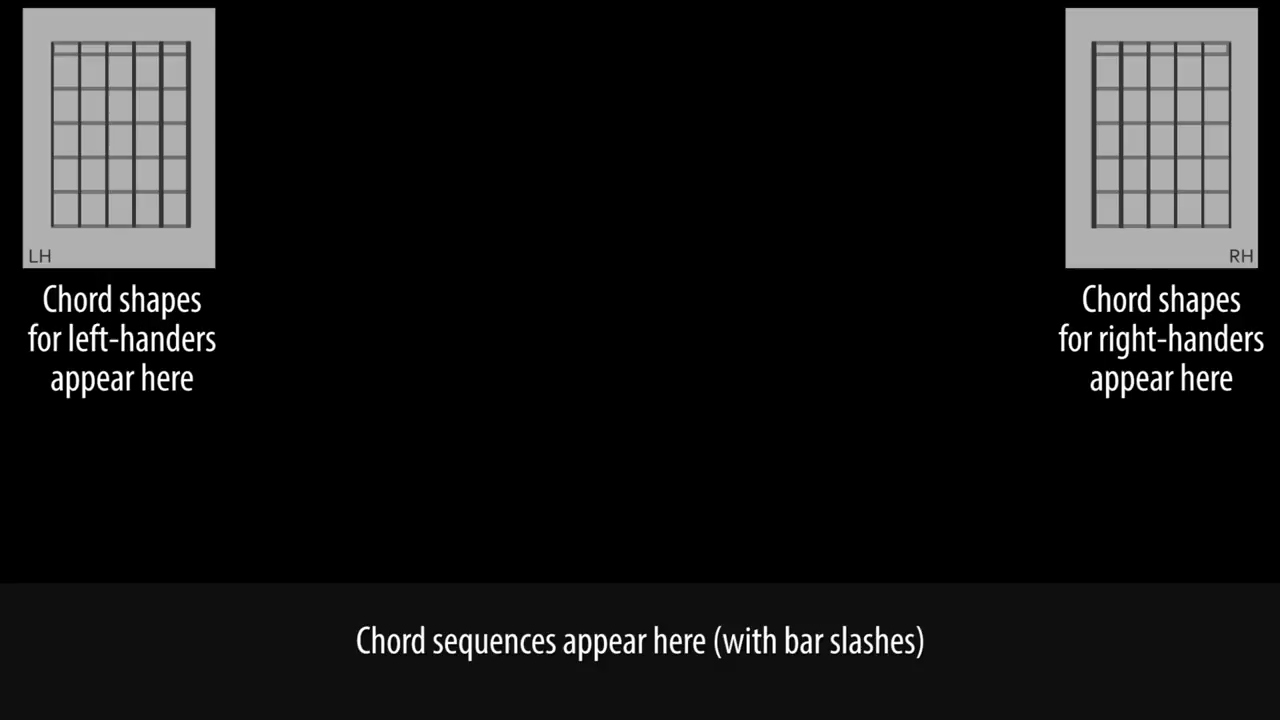 LH
Chord shapes
for left-handers
appear here
RH
Chord shapes
for right-handers
appear here
Chord sequences appear here (with bar slashes)